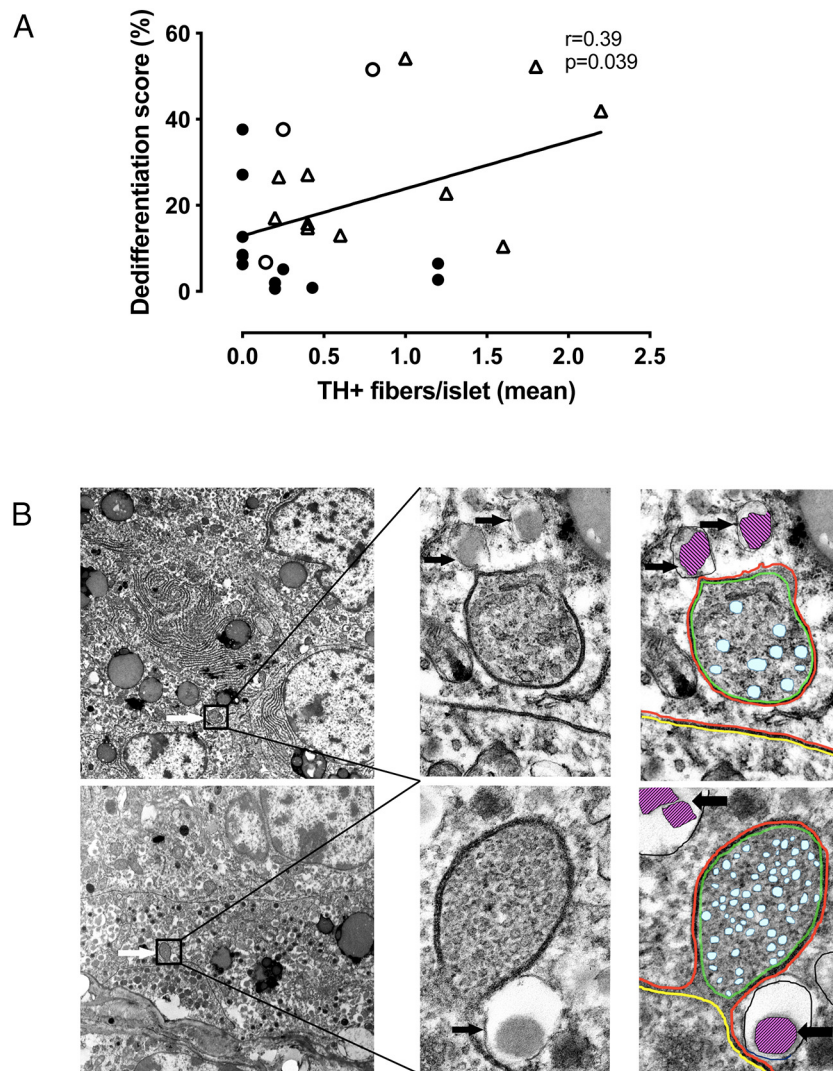 A
Dedifferentiation score (%)
60
40
20
0
r=0.39
p=0.039
0.0 0.5 1.0 1.5 2.0 2.5
TH+ fibers/islet (mean)
B